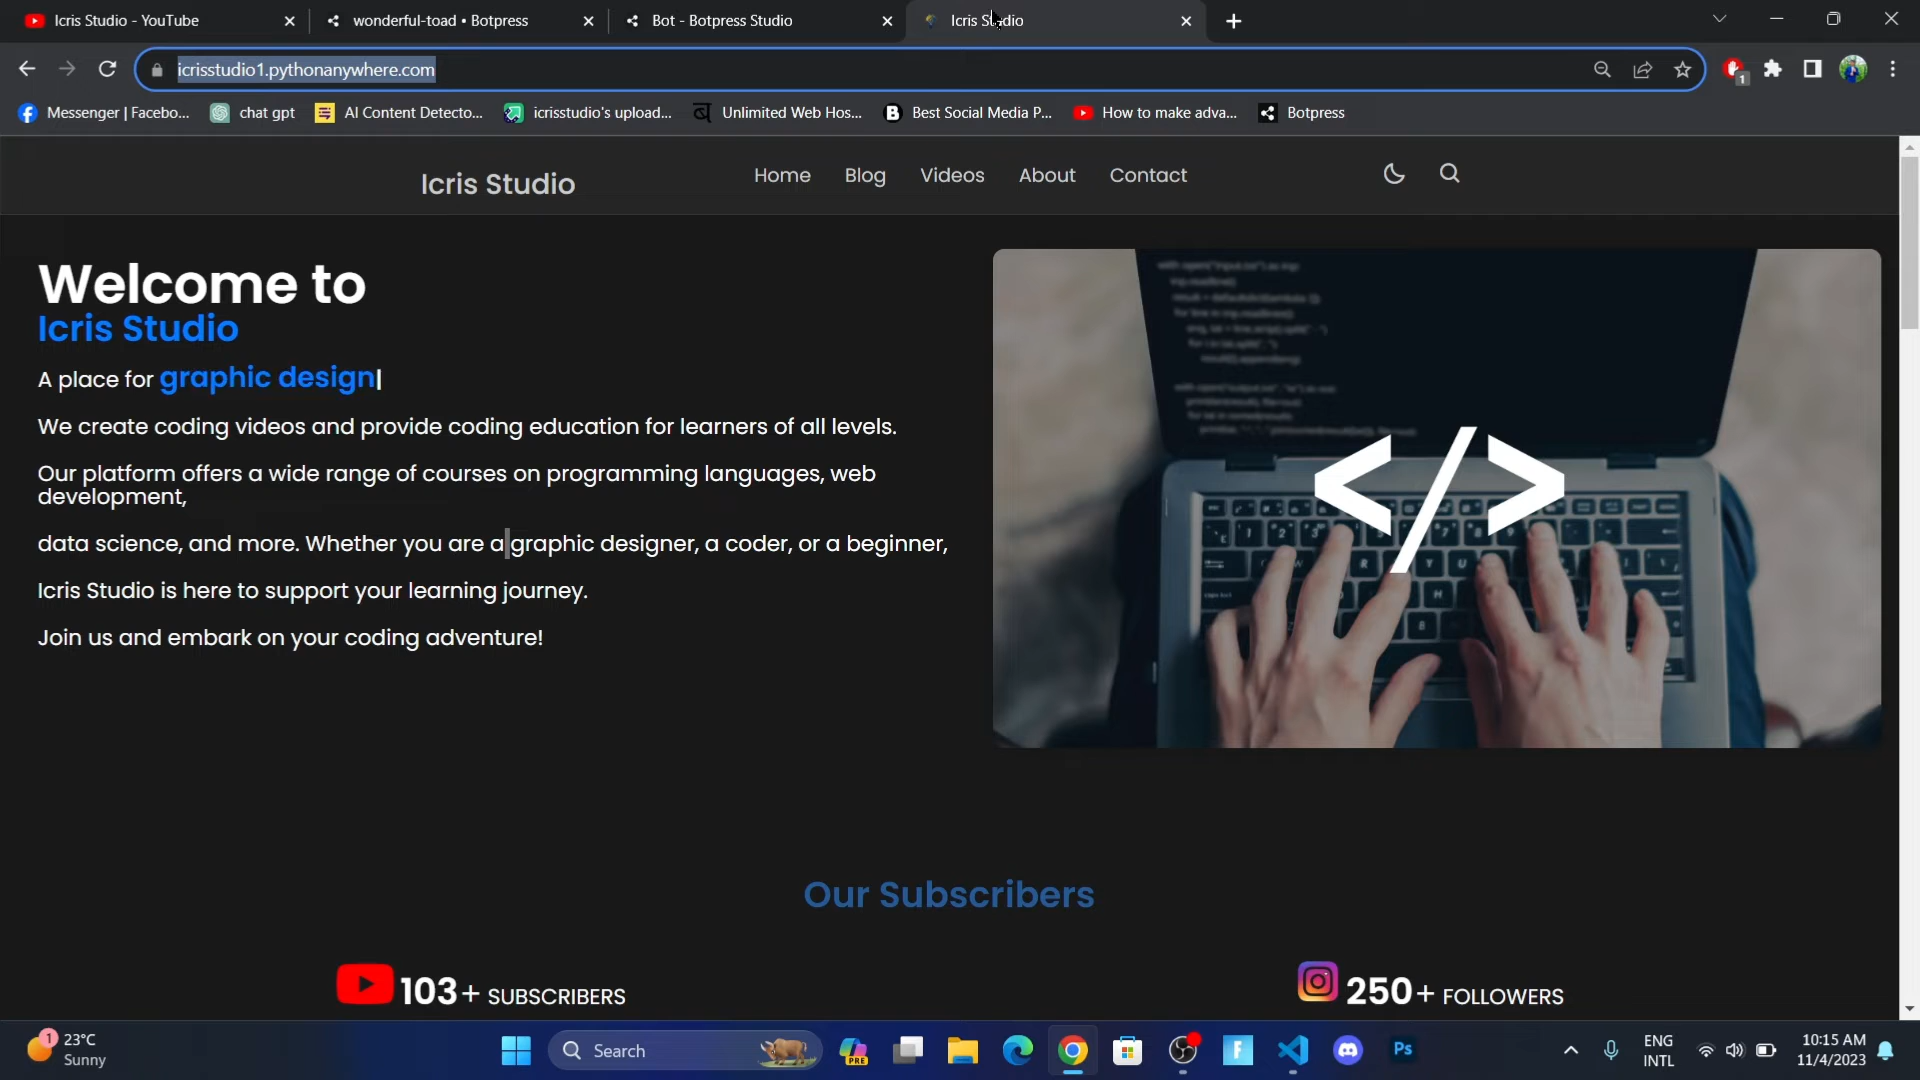 Icris Studio - YouTube
wonderful-toad • Botpress
Bot - Botpress Studio
Icris Studio
icrisstudio1.pythonanywhere.com
1
Messenger | Facebo...
chat gpt
AI Content Detecto...
icrisstudio's upload...
Unlimited Web Hos...
Best Social Media P...
How to make adva...
Botpress
Icris Studio
Home
Blog
Videos
About
Contact
Welcome to
Icris Studio
A place for graphic design|
We create coding videos and provide coding education for learners of all levels.
Our platform offers a wide range of courses on programming languages, web
development,
data science, and more. Whether you are a graphic designer, a coder, or a beginner,
Icris Studio is here to support your learning journey.
Join us and embark on your coding adventure!
</>
Our Subscribers
103+ SUBSCRIBERS
250+ FOLLOWERS
1
23°C
Sunny
Search
PRE
Ps
ENG
INTL
10:15 AM
11/4/2023